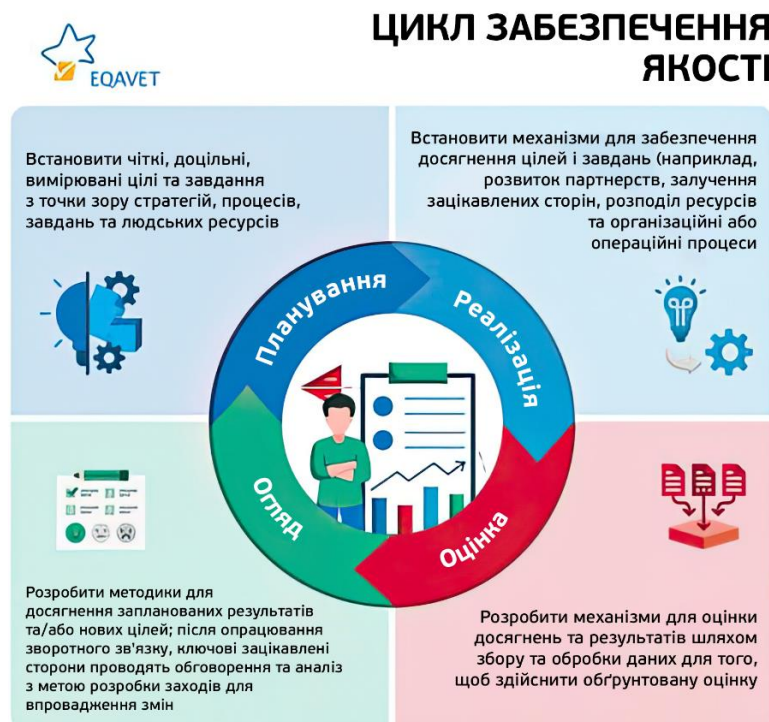 ЦИКЛ ЗАБЕЗПЕЧЕННЯ
ЯКОСТІ
EQAVET
Встановити чіткі, доцільні,
вимірювані цілі та завдання
з точки зору стратегій, процесів,
завдань та людських ресурсів
Встановити механізми для забезпечення
досягнення цілей і завдань (наприклад,
розвиток партнерств, залучення
зацікавлених сторін, розподіл ресурсів
та організаційні або
операційні процеси
Планування
Реалізація
Огляд
Оцінка
Розробити методики для
досягнення запланованих результатів
та/або нових цілей; після опрацювання
зворотного зв'язку, ключові зацікавлені
сторони проводять обговорення та аналіз
з метою розробки заходів для
впровадження змін
Розробити механізми для оцінки
досягнень та результатів шляхом
збору та обробки даних для того,
щоб здійснити обґрунтовану оцінку